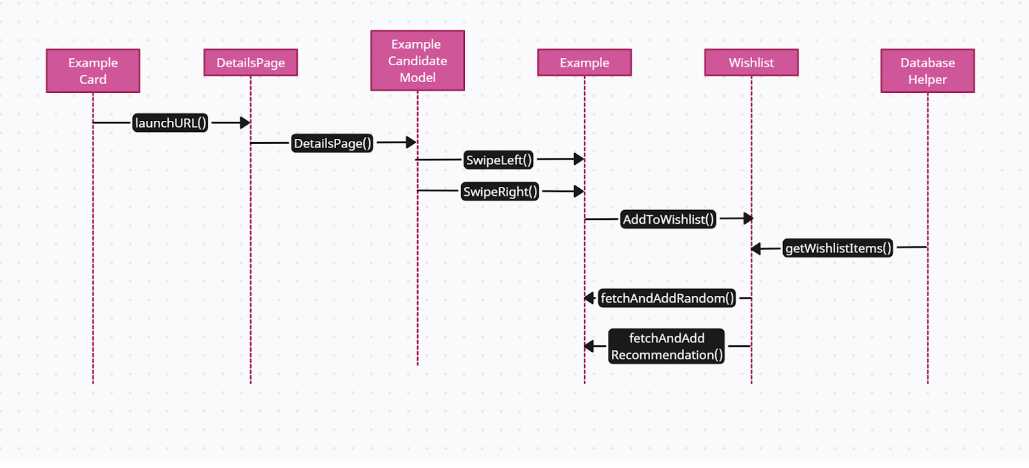 Example
Card
DetailsPage
Example
Candidate
Model
Example
Wishlist
Database
Helper
launchURL()
DetailsPage()
SwipeLeft()
SwipeRight()
AddToWishlist()
getWishlistItems()
fetchAndAddRandom()
fetchAndAdd
Recommendation()